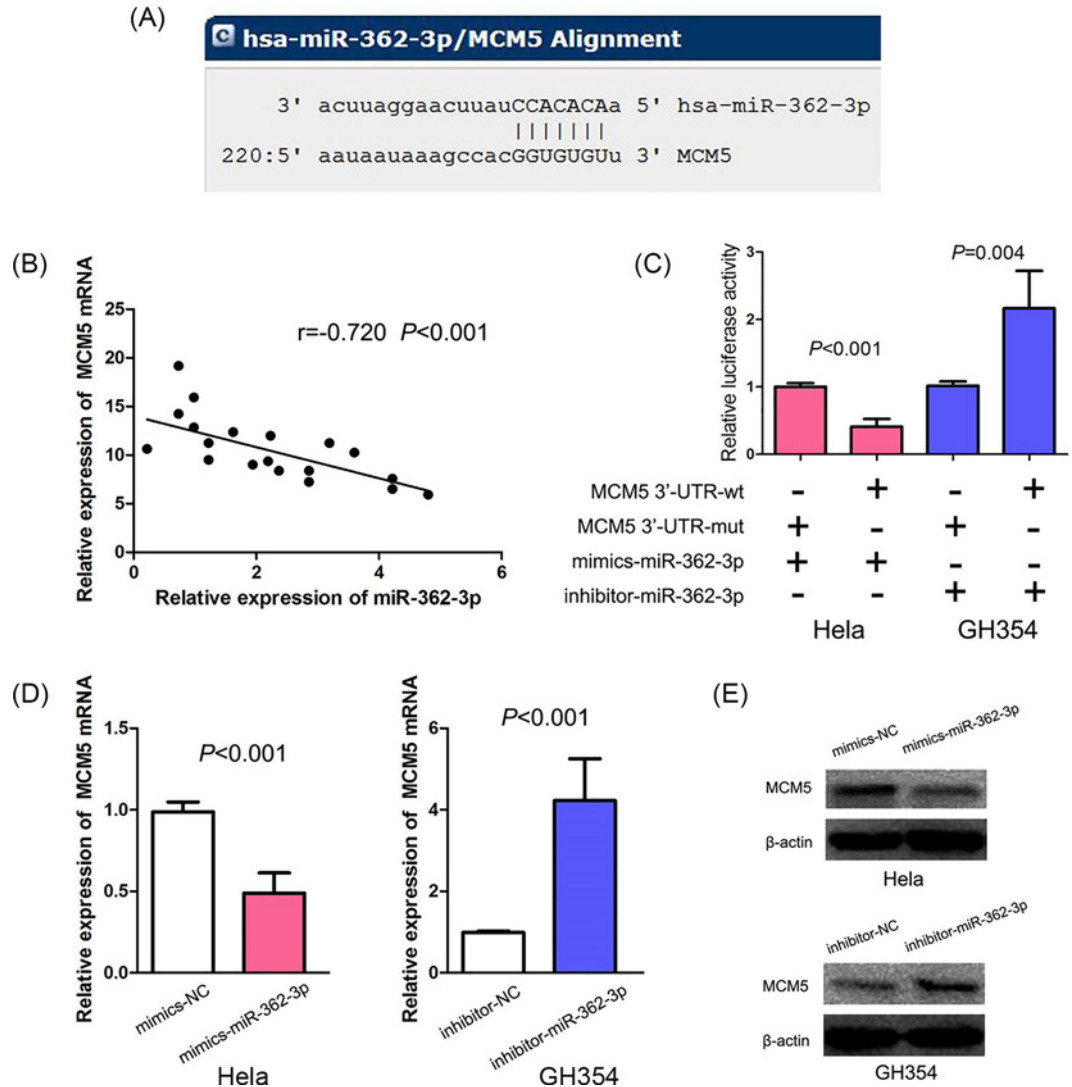 (A)
C hsa-miR-362-3p/MCM5 Alignment
3' acuuaggaacuuauCCACACAa 5' hsa-miR-362-3p
| | | | | | |
220:5' aauaauaaagccacGGUGUGUu 3' MCM5
(B)
Relative expression of MCM5 mRNA
25
20
15
10
5
0
r=-0.720 P<0.001
0 2 4 6
Relative expression of miR-362-3p
(C)
Relative luciferase activity
3
2
1
0
P<0.001
P=0.004
MCM5 3'-UTR-wt - + - +
MCM5 3'-UTR-mut + - + -
mimics-miR-362-3p + + - -
inhibitor-miR-362-3p - - + +
Hela GH354
(D)
Relative expression of MCM5 mRNA
1.5
1.0
0.5
0.0
P<0.001
mimics-NC
mimics-miR-362-3p
Hela
Relative expression of MCM5 mRNA
6
4
2
0
P<0.001
inhibitor-NC
inhibitor-miR-362-3p
GH354
(E)
mimics-NC mimics-miR-362-3p
MCM5
β-actin
Hela
inhibitor-NC inhibitor-miR-362-3p
MCM5
β-actin
GH354